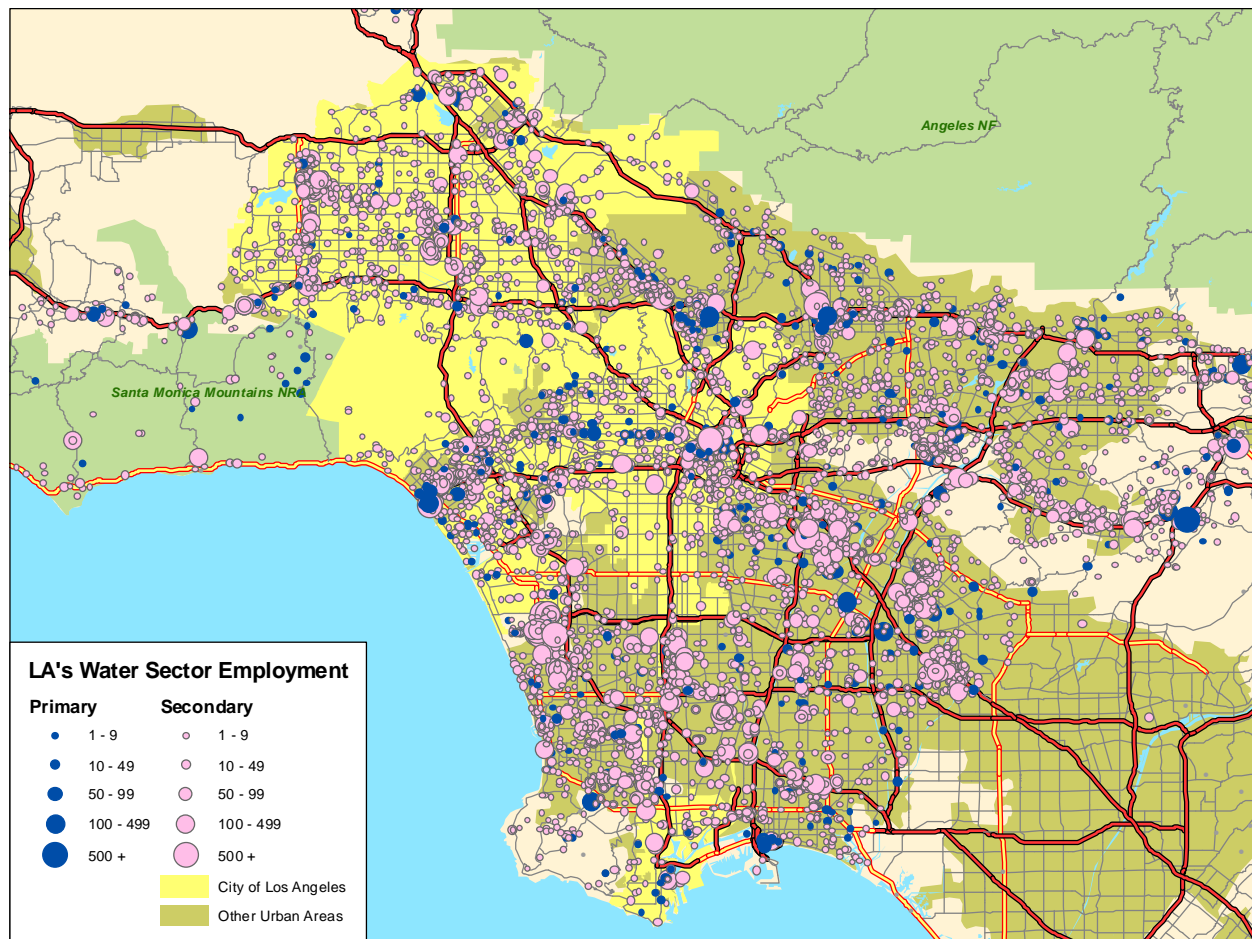 Angeles NF
Santa Monica Mountains NRA
LA's Water Sector Employment
Primary Secondary
1 - 9 1 - 9
10 - 49 10 - 49
50 - 99 50 - 99
100 - 499 100 - 499
500 + 500 +
City of Los Angeles
Other Urban Areas